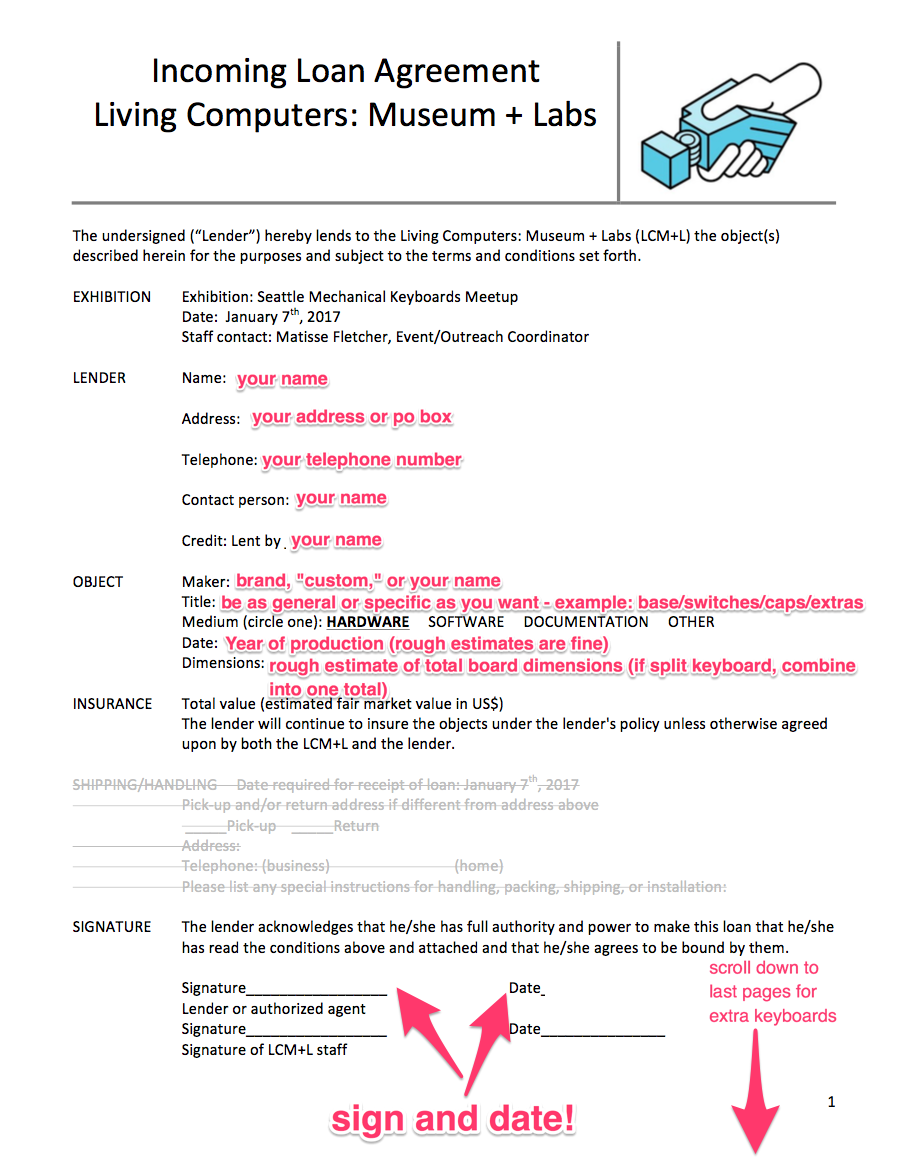 Incoming Loan Agreement
Living Computers: Museum + Labs
The undersigned (“Lender”) hereby lends to the Living Computers: Museum + Labs (LCM+L) the object(s)
described herein for the purposes and subject to the terms and conditions set forth.
EXHIBITION Exhibition: Seattle Mechanical Keyboards Meetup
Date: January 7th, 2017
Staff contact: Matisse Fletcher, Event/Outreach Coordinator
LENDER Name: your name
Address: your address or po box
Telephone: your telephone number
Contact person: your name
Credit: Lent by your name
OBJECT Maker: brand, "custom," or your name
Title: be as general or specific as you want - example: base/switches/caps/extras
Medium (circle one): HARDWARE SOFTWARE DOCUMENTATION OTHER
Date: Year of production (rough estimates are fine)
Dimensions: rough estimate of total board dimensions (if split keyboard, combine
into one total)
INSURANCE Total value (estimated fair market value in US$)
The lender will continue to insure the objects under the lender's policy unless otherwise agreed
upon by both the LCM+L and the lender.
SHIPPING/HANDLING Date required for receipt of loan: January 7th, 2017
Pick-up and/or return address if different from address above
_____Pick-up _____Return
Address:
Telephone: (business) (home)
Please list any special instructions for handling, packing, shipping, or installation:
SIGNATURE The lender acknowledges that he/she has full authority and power to make this loan that he/she
has read the conditions above and attached and that he/she agrees to be bound by them.
scroll down to
last pages for
extra keyboards
Signature_________________ Date_
Lender or authorized agent
Signature_________________ Date_______________
Signature of LCM+L staff
sign and date!
1